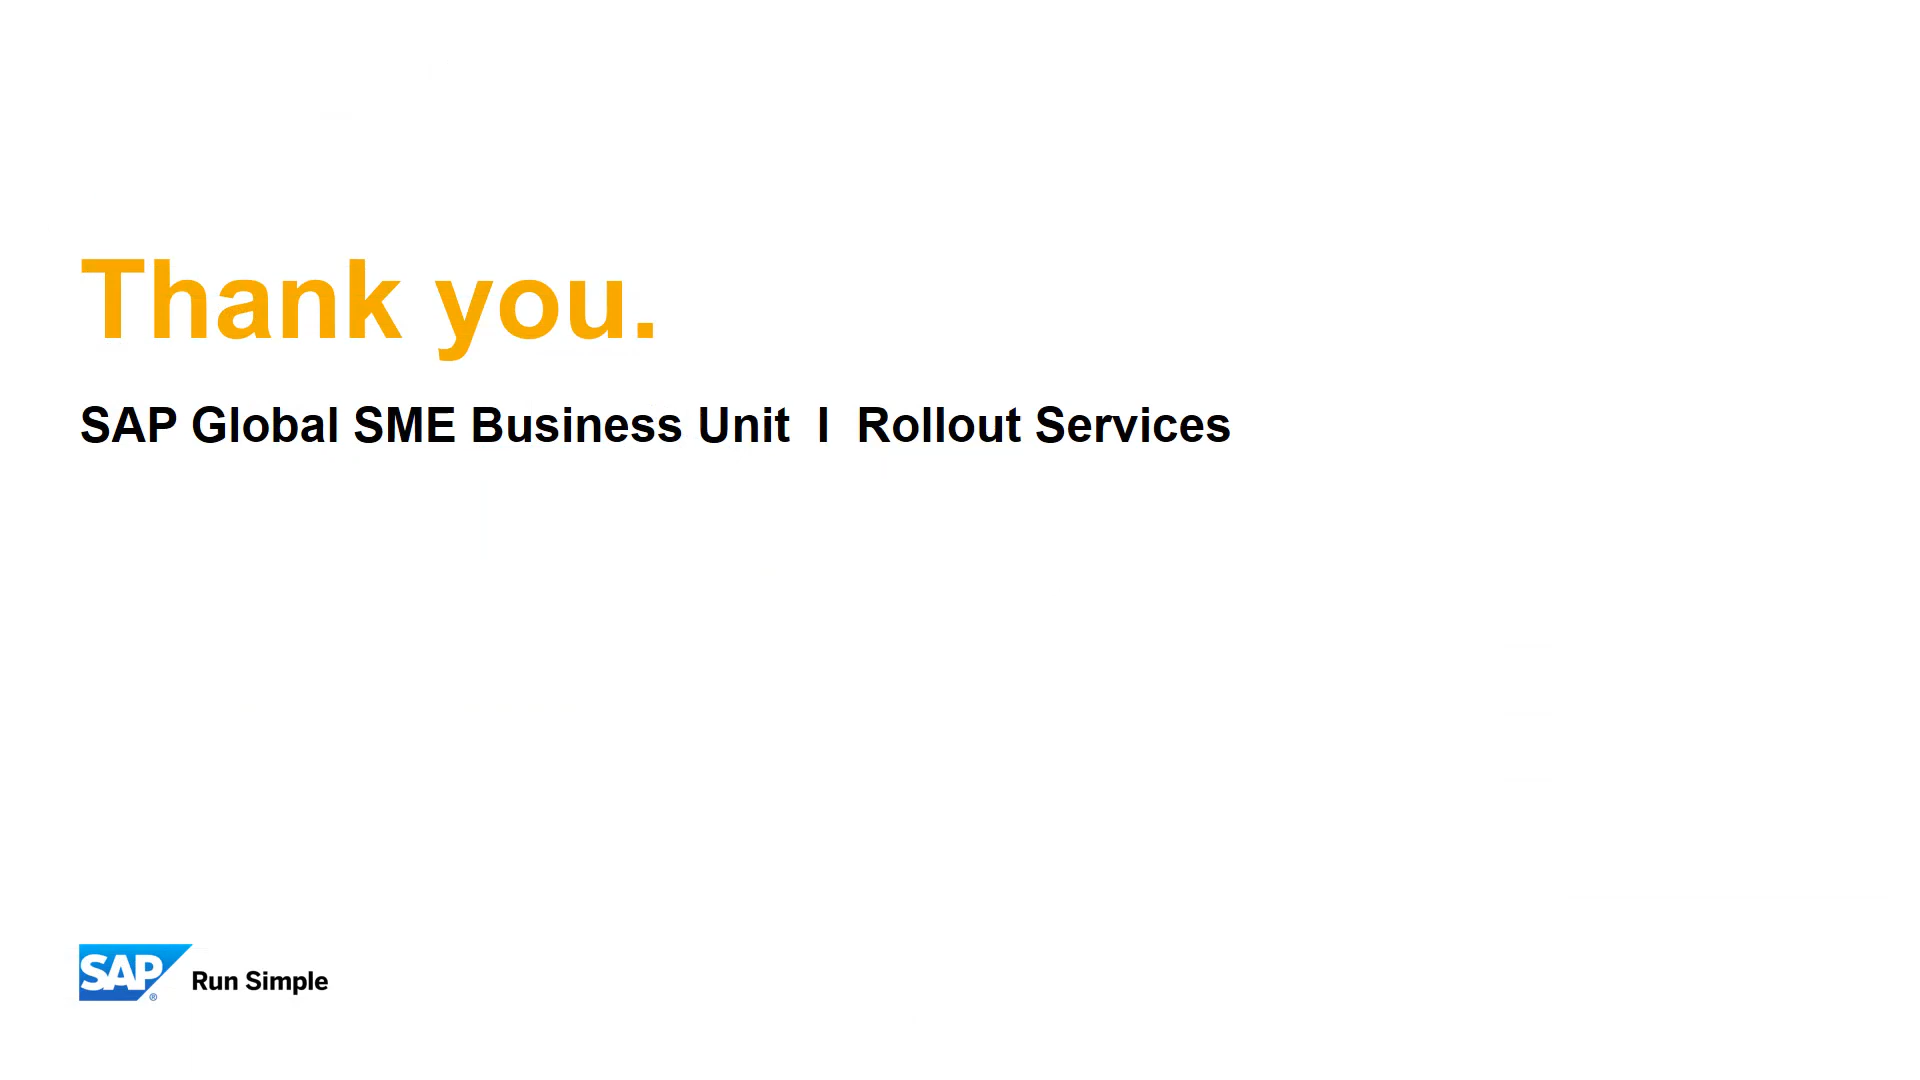 Thank you.
SAP Global SME Business Unit I Rollout Services
SAP® Run Simple